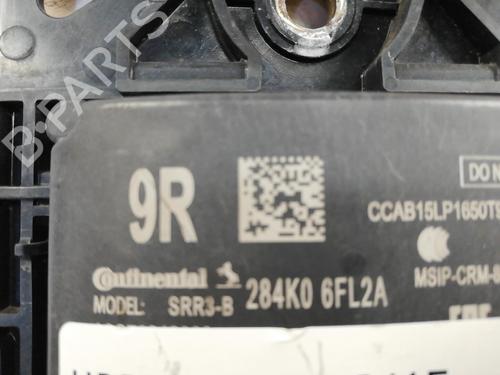 B-PARTS
9R
DO N
CCAB15LP1650T
Continental
284K0 6FL2A
MSIP-CRM-
MODEL: SRR3-B